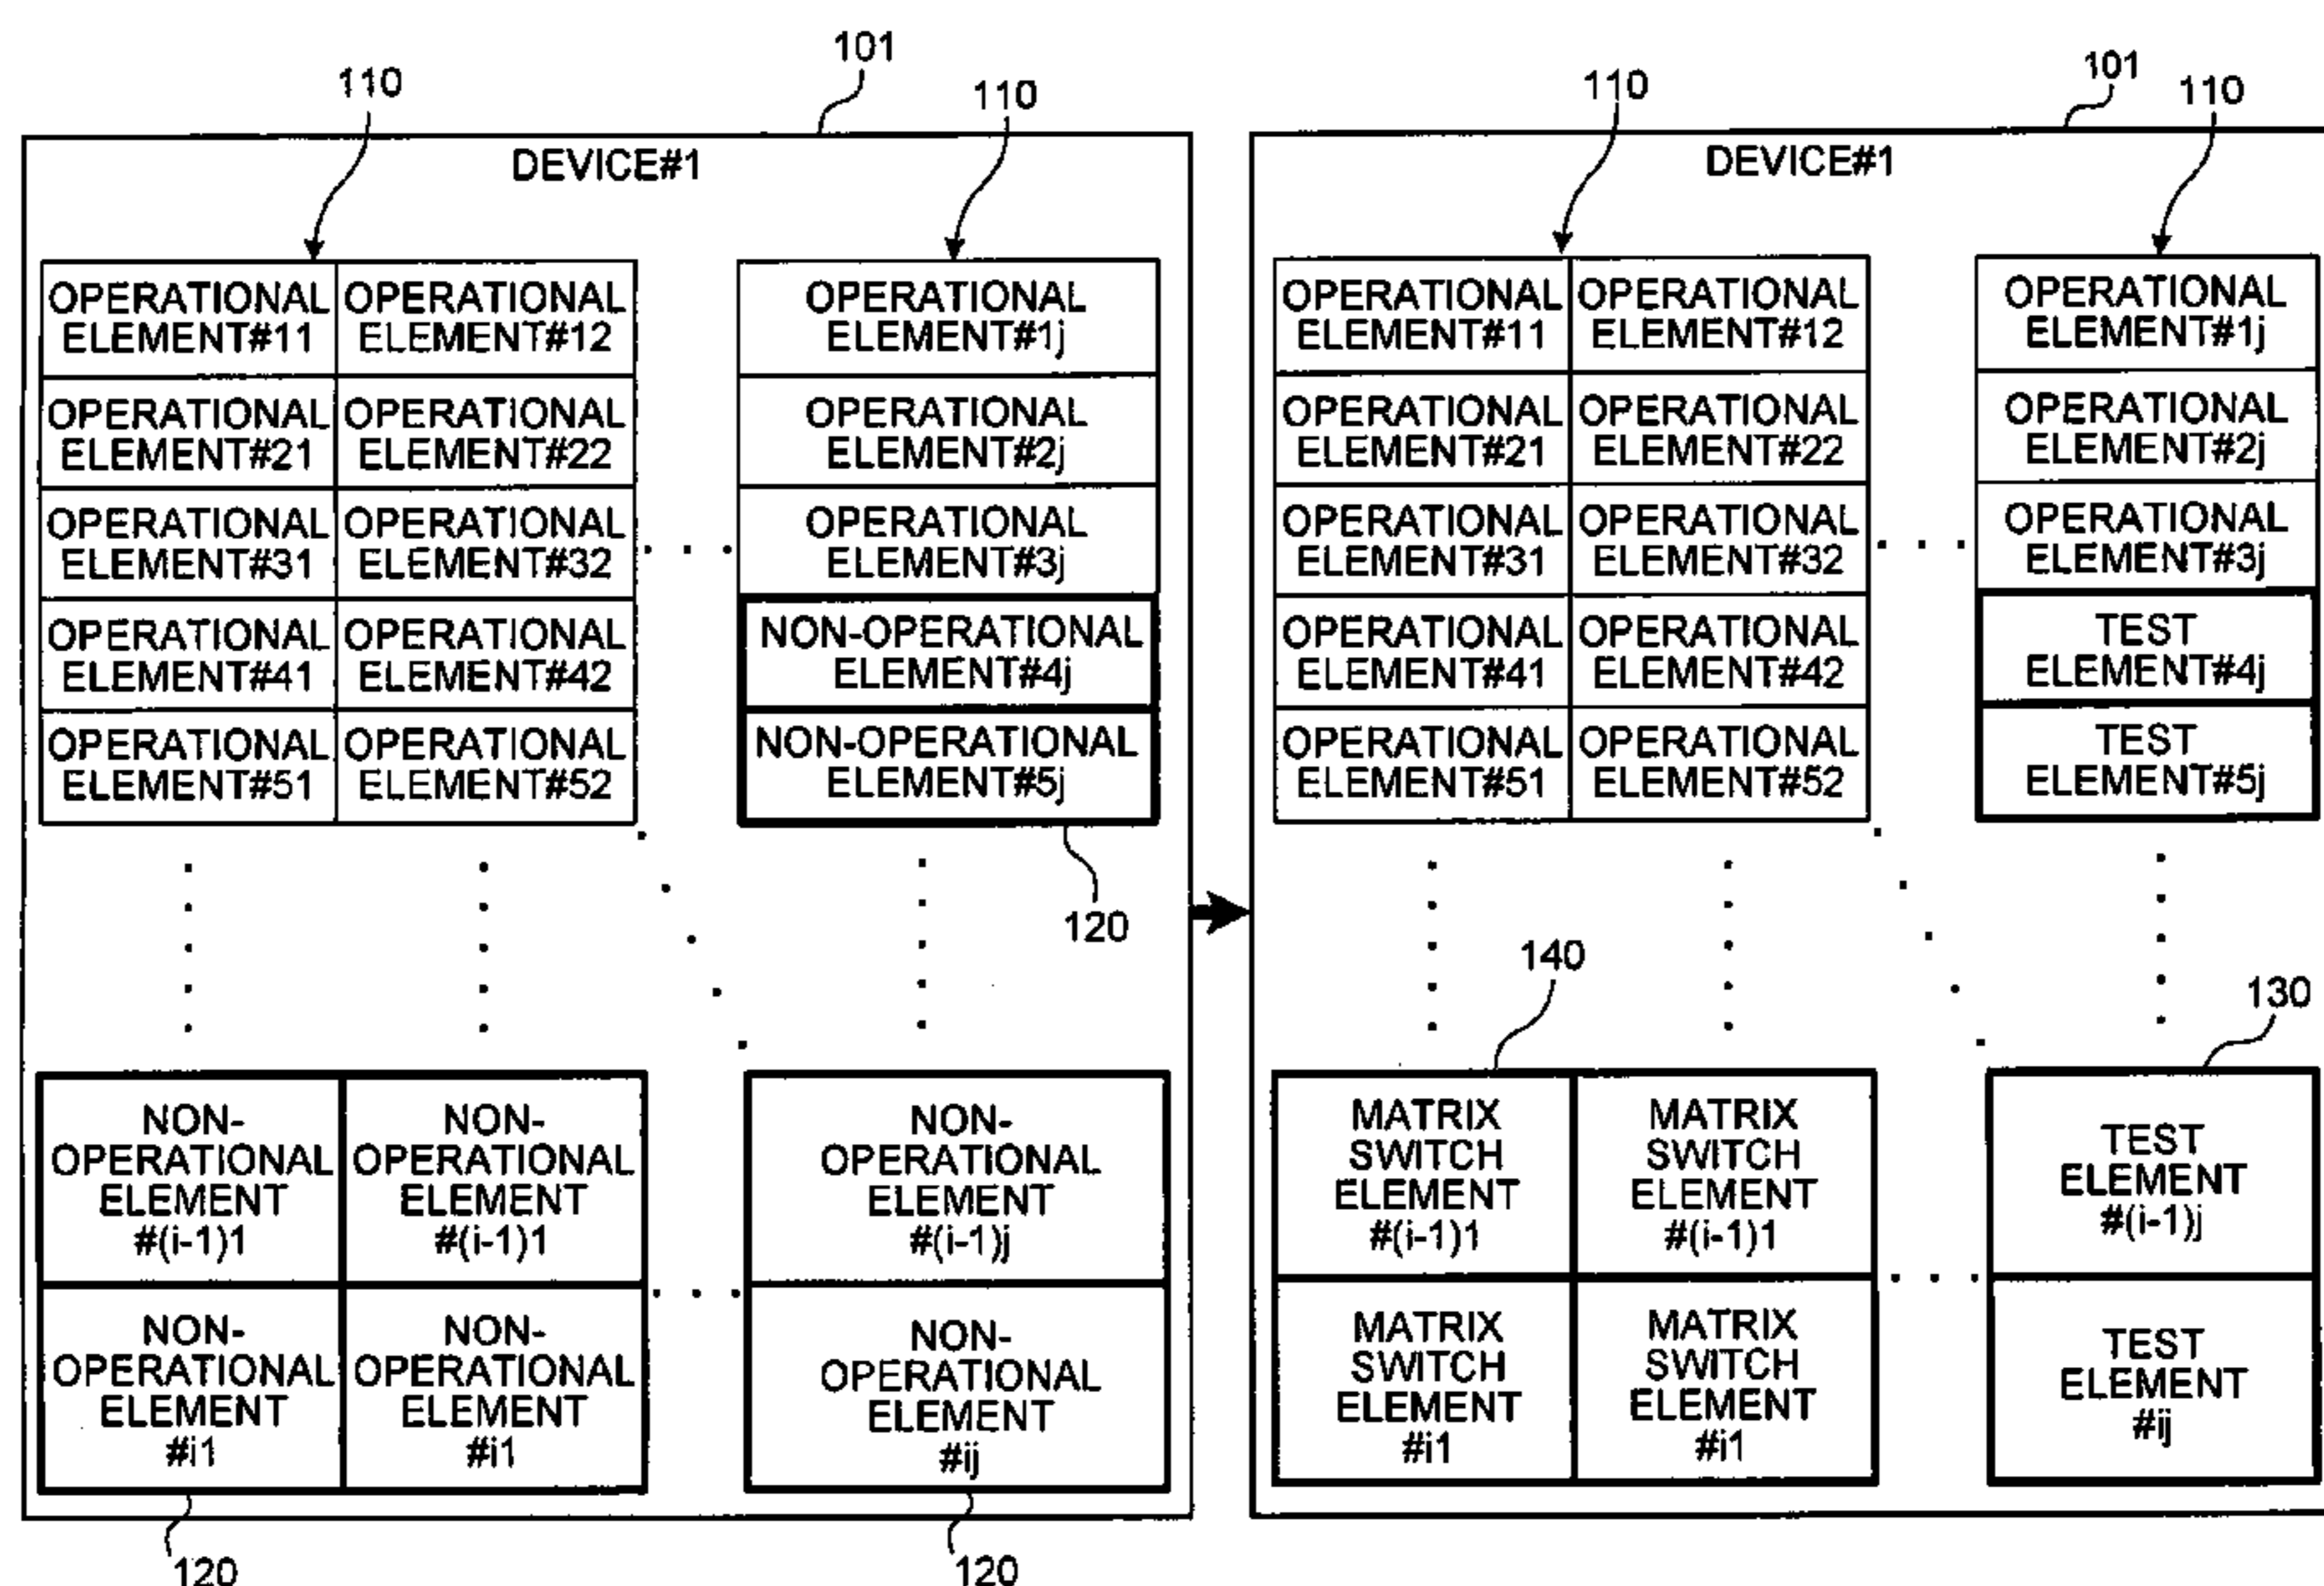 101
110
110
DEVICE#1
OPERATIONAL
ELEMENT#11
OPERATIONAL
ELEMENT#12
OPERATIONAL
ELEMENT#1j
OPERATIONAL
ELEMENT#21
OPERATIONAL
ELEMENT#22
OPERATIONAL
ELEMENT#2j
OPERATIONAL
ELEMENT#31
OPERATIONAL
ELEMENT#32
OPERATIONAL
ELEMENT#3j
OPERATIONAL
ELEMENT#41
OPERATIONAL
ELEMENT#42
NON-OPERATIONAL
ELEMENT#4j
OPERATIONAL
ELEMENT#51
OPERATIONAL
ELEMENT#52
NON-OPERATIONAL
ELEMENT#5j
120
NON-
OPERATIONAL
ELEMENT
#(i-1)1
NON-
OPERATIONAL
ELEMENT
#(i-1)1
NON-
OPERATIONAL
ELEMENT
#(i-1)j
NON-
OPERATIONAL
ELEMENT
#i1
NON-
OPERATIONAL
ELEMENT
#i1
NON-
OPERATIONAL
ELEMENT
#ij
120
120
101
110
110
DEVICE#1
OPERATIONAL
ELEMENT#11
OPERATIONAL
ELEMENT#12
OPERATIONAL
ELEMENT#1j
OPERATIONAL
ELEMENT#21
OPERATIONAL
ELEMENT#22
OPERATIONAL
ELEMENT#2j
OPERATIONAL
ELEMENT#31
OPERATIONAL
ELEMENT#32
OPERATIONAL
ELEMENT#3j
OPERATIONAL
ELEMENT#41
OPERATIONAL
ELEMENT#42
TEST
ELEMENT#4j
OPERATIONAL
ELEMENT#51
OPERATIONAL
ELEMENT#52
TEST
ELEMENT#5j
140
130
MATRIX
SWITCH
ELEMENT
#(i-1)1
MATRIX
SWITCH
ELEMENT
#(i-1)1
TEST
ELEMENT
#(i-1)j
MATRIX
SWITCH
ELEMENT
#i1
MATRIX
SWITCH
ELEMENT
#i1
TEST
ELEMENT
#ij